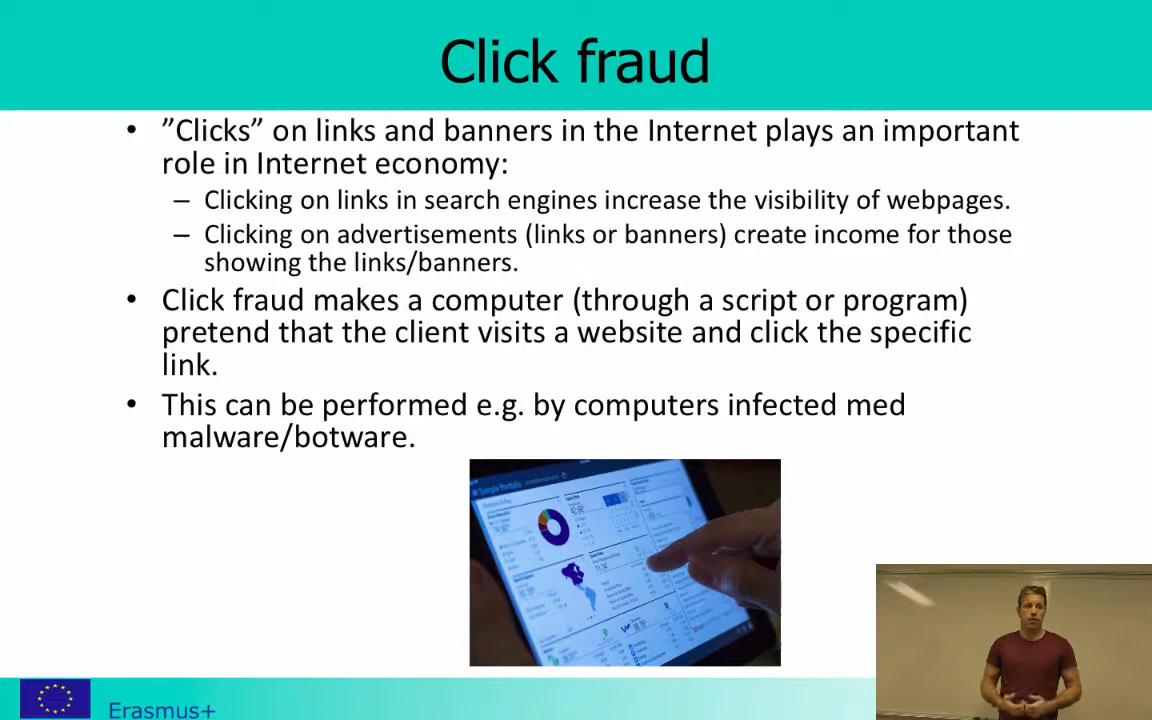 Click fraud
• ”Clicks” on links and banners in the Internet plays an important
role in Internet economy:
– Clicking on links in search engines increase the visibility of webpages.
– Clicking on advertisements (links or banners) create income for those
showing the links/banners.
• Click fraud makes a computer (through a script or program)
pretend that the client visits a website and click the specific
link.
• This can be performed e.g. by computers infected med
malware/botware.
Sample Portfolio
Erasmus+